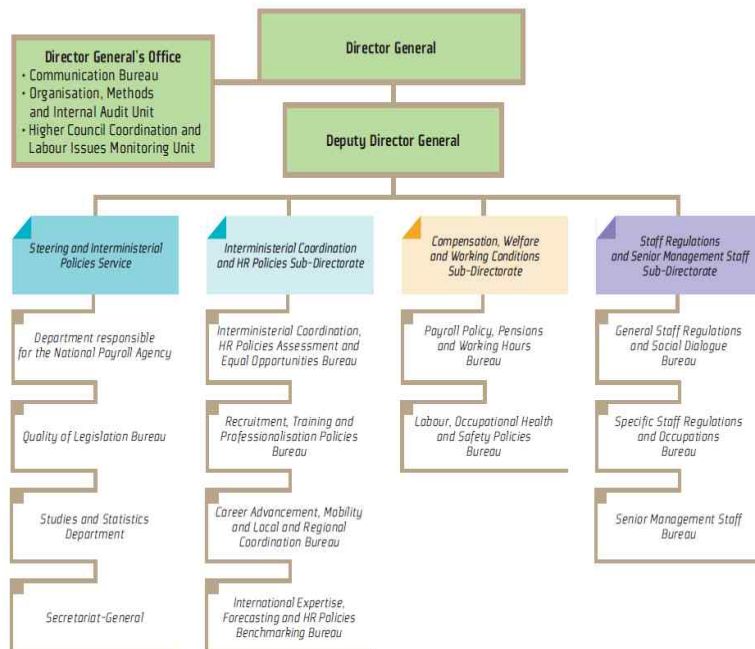 Director General
Director General's Office
• Communication Bureau
• Organisation, Methods
and Internal Audit Unit
• Higher Council Coordination and
Labour Issues Monitoring Unit
Deputy Director General
Steering and Interministerial
Policies Service
Department responsible
for the National Payroll Agency
Quality of Legislation Bureau
Studies and Statistics
Department
Secretariat-General
Interministerial Coordination
and HR Policies Sub-Directorate
Interministerial Coordination,
HR Policies Assessment and
Equal Opportunities Bureau
Recruitment, Training and
Professionalisation Policies
Bureau
Career Advancement, Mobility
and Local and Regional
Coordination Bureau
International Expertise,
Forecasting and HR Policies
Benchmarking Bureau
Compensation, Welfare
and Working Conditions
Sub-Directorate
Payroll Policy, Pensions
and Working Hours
Bureau
Labour, Occupational Health
and Safety Policies
Bureau
Staff Regulations
and Senior Management Staff
Sub-Directorate
General Staff Regulations
and Social Dialogue
Bureau
Specific Staff Regulations
and Occupations
Bureau
Senior Management Staff
Bureau